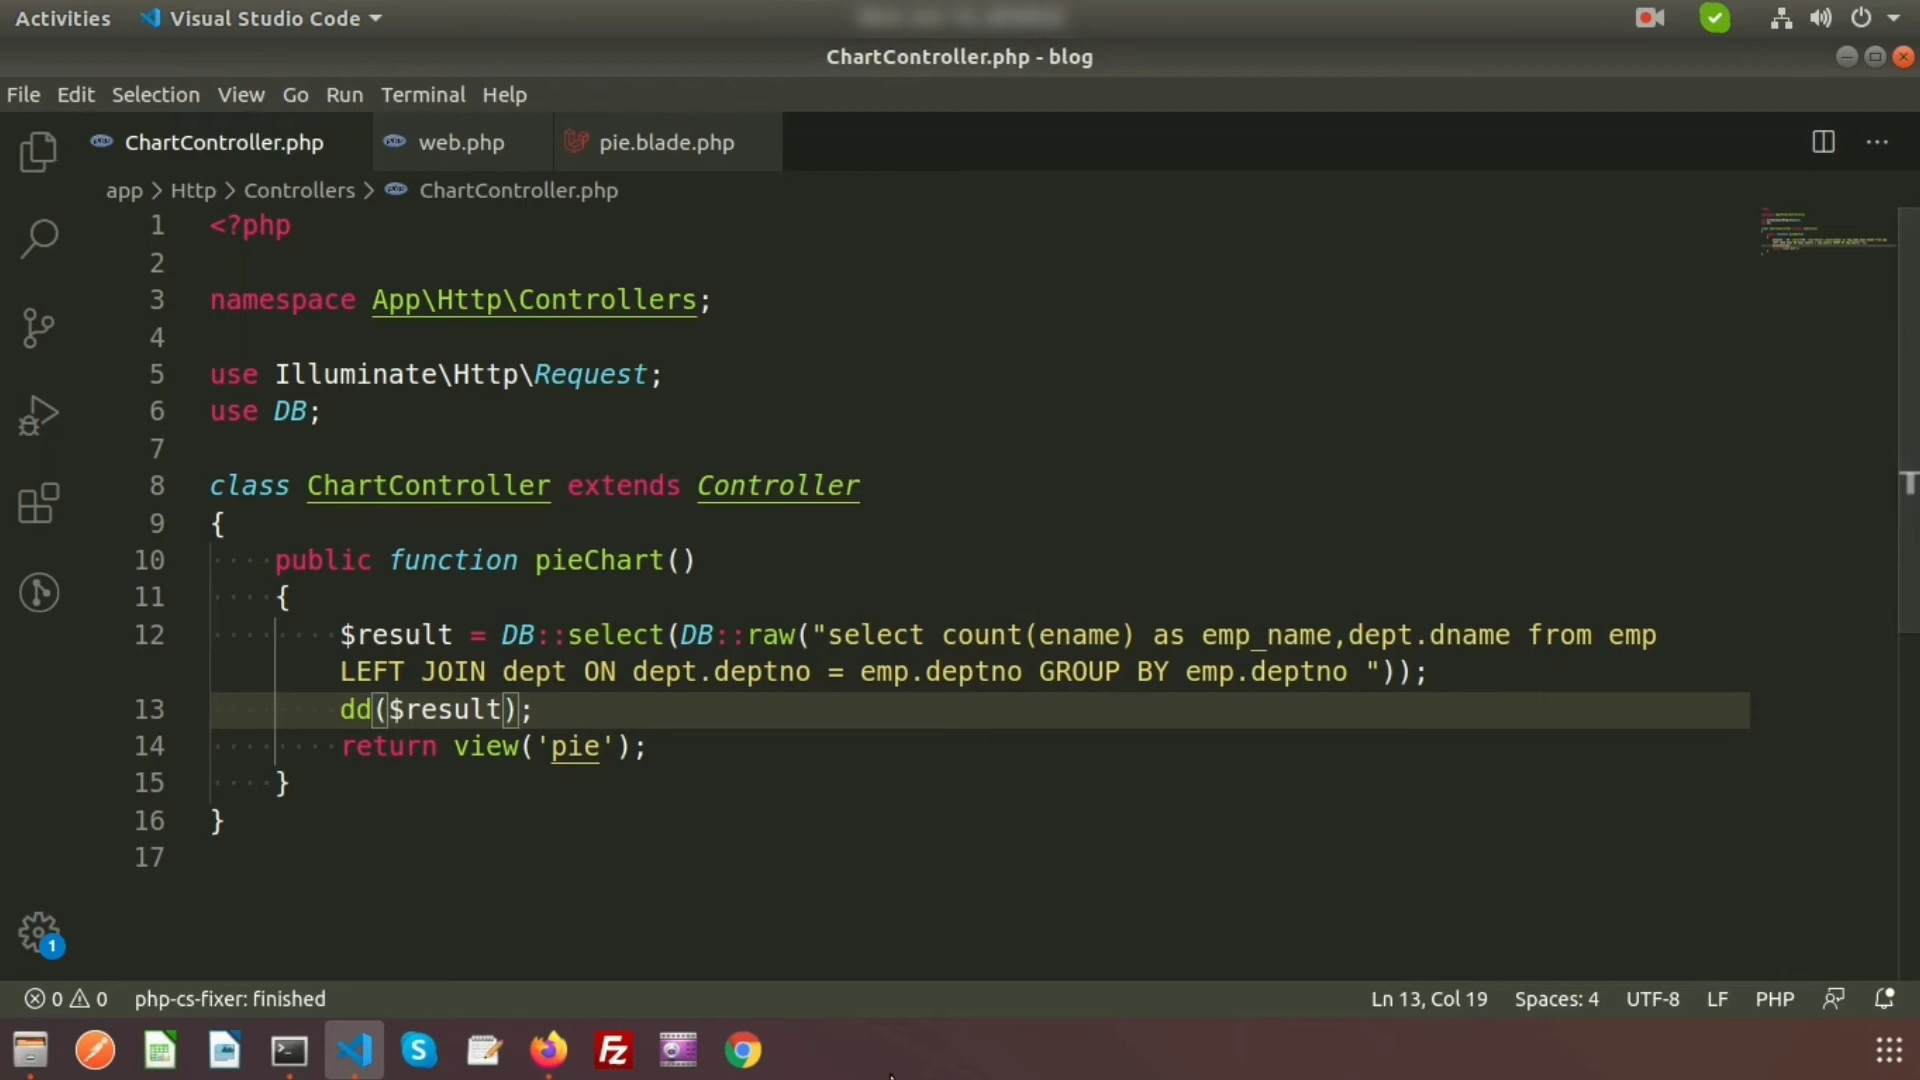 Activities Visual Studio Code
ChartController.php - blog
File Edit Selection View Go Run Terminal Help
ChartController.php web.php pie.blade.php
app > Http > Controllers > ChartController.php
1 <?php
2
3 namespace App\Http\Controllers;
4
5 use Illuminate\Http\Request;
6 use DB;
7
8 class ChartController extends Controller
9 {
10 ····public function pieChart()
11 ····{
12 ········$result = DB::select(DB::raw("select count(ename) as emp_name,dept.dname from emp
LEFT JOIN dept ON dept.deptno = emp.deptno GROUP BY emp.deptno "));
13 dd($result);
14 ········return view('pie');
15 ····}
16 }
17
1
0 0 php-cs-fixer: finished Ln 13, Col 19 Spaces: 4 UTF-8 LF PHP
S Fz